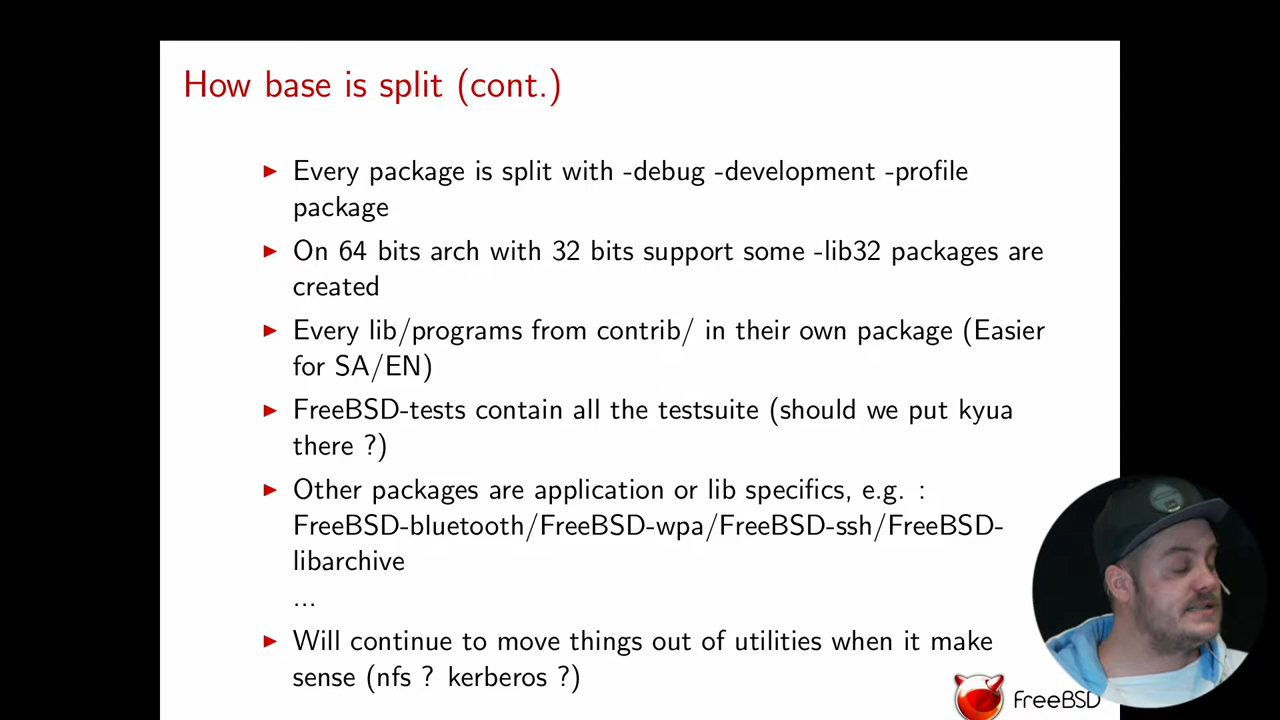 How base is split (cont.)
Every package is split with -debug -development -profile
package
On 64 bits arch with 32 bits support some -lib32 packages are
created
Every lib/programs from contrib/ in their own package (Easier
for SA/EN)
FreeBSD-tests contain all the testsuite (should we put kyua
there ?)
Other packages are application or lib specifics, e.g. :
FreeBSD-bluetooth/FreeBSD-wpa/FreeBSD-ssh/FreeBSD-
libarchive
...
Will continue to move things out of utilities when it make
sense (nfs ? kerberos ?)
FreeBSD